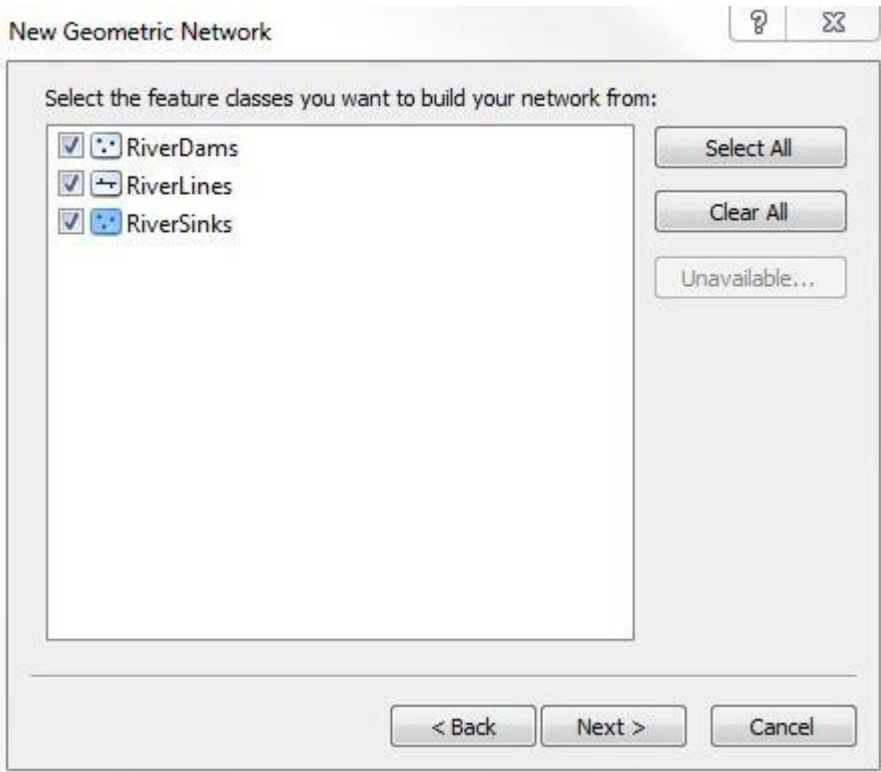 New Geometric Network
Select the feature classes you want to build your network from:
RiverDams
RiverLines
RiverSinks
Select All
Clear All
Unavailable...
< Back
Next >
Cancel